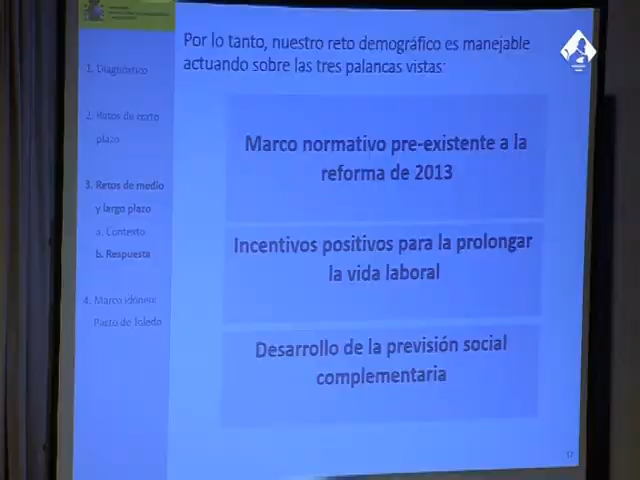 Por lo tanto, nuestro reto demográfico es manejable
actuando sobre las tres palancas vistas:
1. Diagnóstico
2. Retos de corto
plazo
3. Retos de medio
y largo plazo
a. Contexto
b. Respuesta
4. Marco idóneo:
Pacto de Toledo
Marco normativo pre-existente a la
reforma de 2013
Incentivos positivos para la prolongar
la vida laboral
Desarrollo de la previsión social
complementaria
17